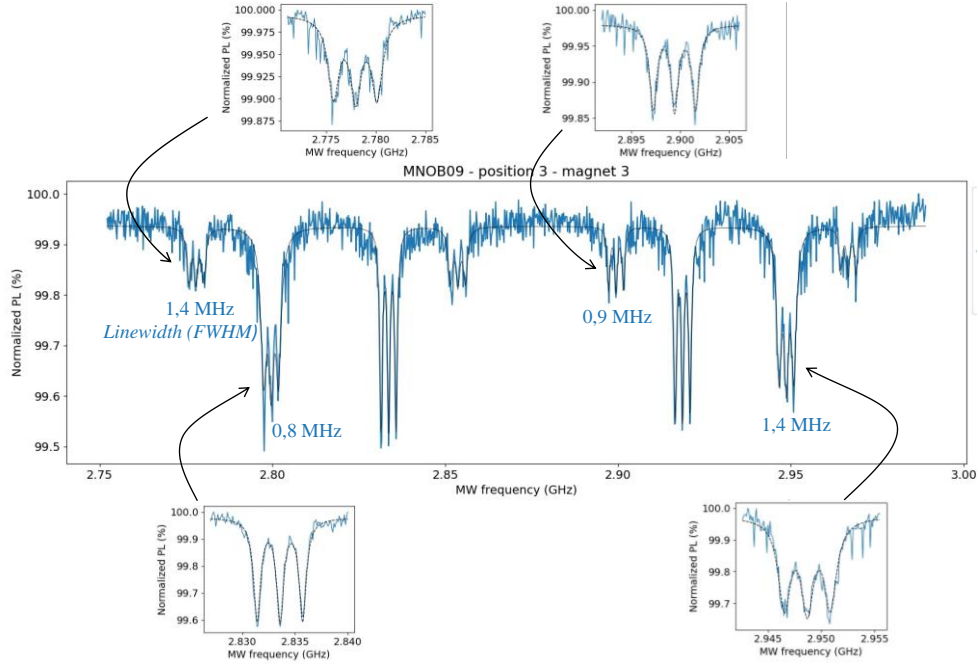 100.000
99.975
99.950
99.925
99.900
99.875
Normalized PL (%)
2.775 2.780 2.785
MW frequency (GHz)
100.00
99.95
99.90
99.85
Normalized PL (%)
2.895 2.900 2.905
MW frequency (GHz)
MNOB09 - position 3 - magnet 3
100.0
99.9
99.8
99.7
99.6
99.5
Normalized PL (%)
1,4 MHz
Linewidth (FWHM)
0,8 MHz
0,9 MHz
1,4 MHz
2.75 2.80 2.85 2.90 2.95 3.00
MW frequency (GHz)
100.0
99.9
99.8
99.7
99.6
Normalized PL (%)
2.830 2.835 2.840
MW frequency (GHz)
100.0
99.9
99.8
99.7
Normalized PL (%)
2.945 2.950 2.955
MW frequency (GHz)